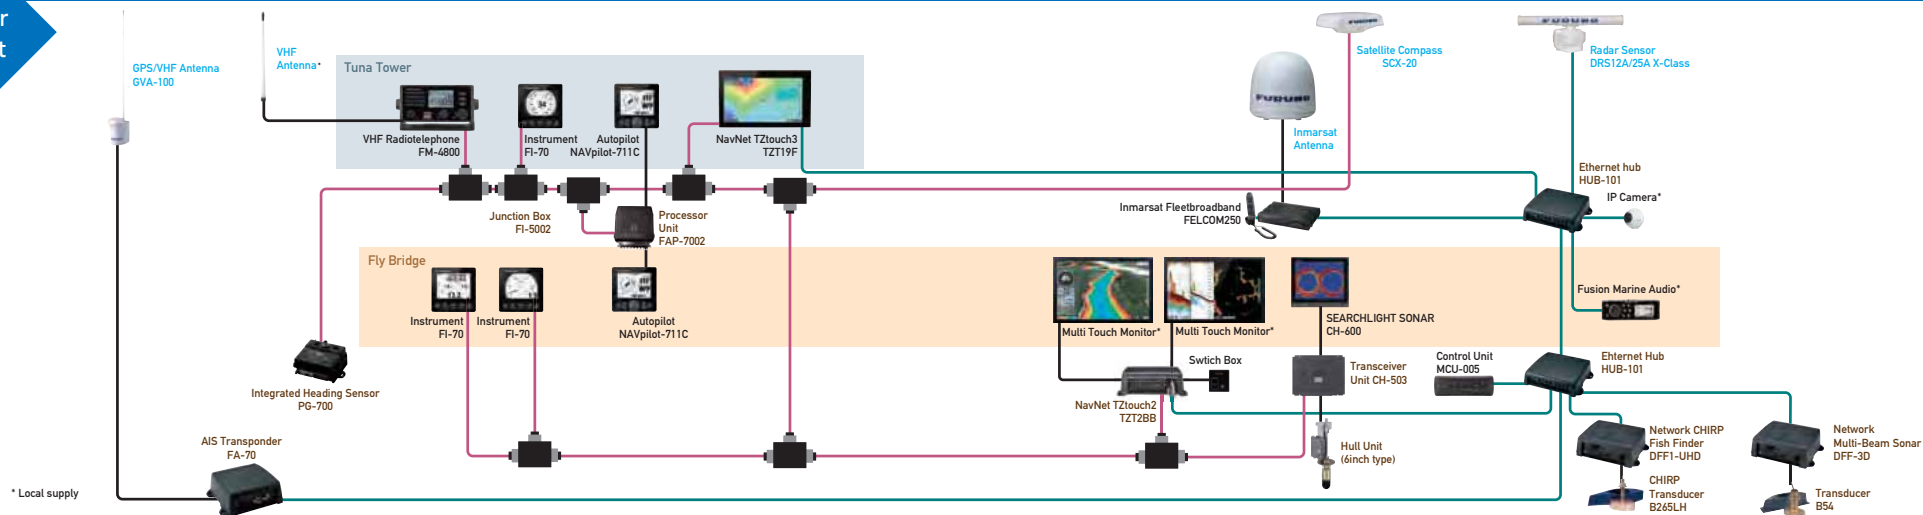 r
t
GPS/VHF Antenna
GVA-100
VHF
Antenna*
Tuna Tower
VHF Radiotelephone
FM-4800
Instrument
FI-70
Autopilot
NAVpilot-711C
NavNet TZtouch3
TZT19F
Satellite Compass
SCX-20
FURUNO
Radar Sensor
DRS12A/25A X-Class
FURUNO
Inmarsat
Antenna
Ethernet hub
HUB-101
IP Camera*
Inmarsat Fleetbroadband
FELCOM250
Junction Box
FI-5002
Processor
Unit
FAP-7002
Fly Bridge
Instrument
FI-70
Instrument
FI-70
Autopilot
NAVpilot-711C
Multi Touch Monitor*
Multi Touch Monitor*
SEARCHLIGHT SONAR
CH-600
Fusion Marine Audio*
Integrated Heading Sensor
PG-700
Swtich Box
NavNet TZtouch2
TZT2BB
Transceiver
Unit CH-503
Control Unit
MCU-005
Ehternet Hub
HUB-101
AIS Transponder
FA-70
Hull Unit
(6inch type)
Network CHIRP
Fish Finder
DFF1-UHD
CHIRP
Transducer
B265LH
Network
Multi-Beam Sonar
DFF-3D
Transducer
B54
* Local supply